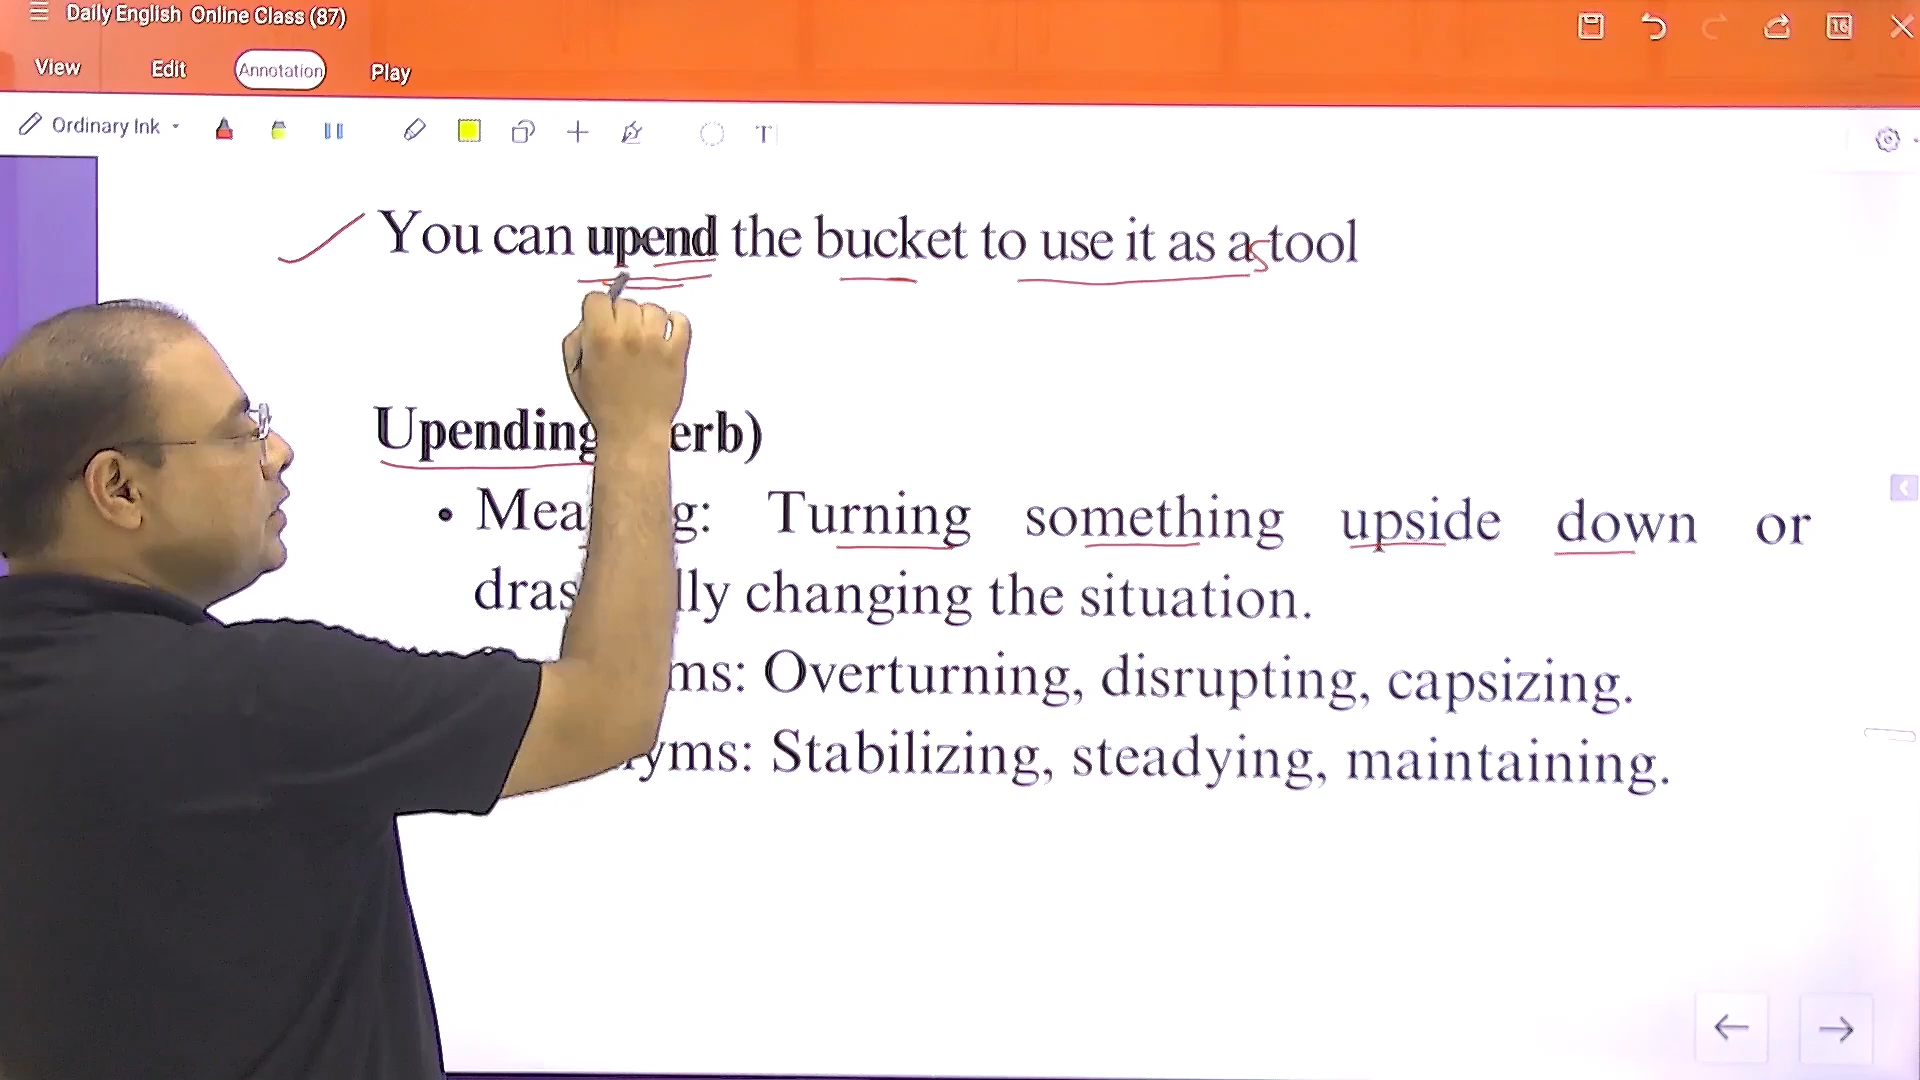 Daily English Online Class (87)
16
View Edit Annotation Play
Ordinary Ink
T
You can upend the bucket to use it as a stool
Upending erb)
• Mea g: Turning something upside down or
dras lly changing the situation.
ms: Overturning, disrupting, capsizing.
yms: Stabilizing, steadying, maintaining.